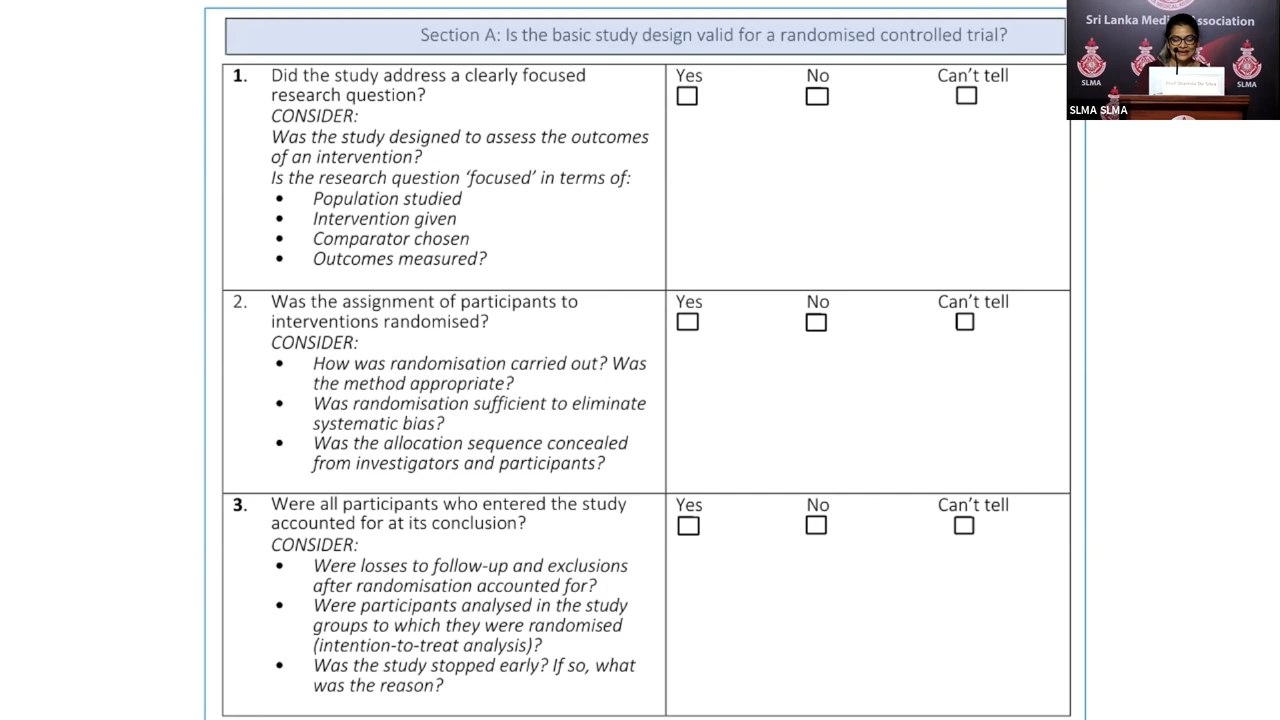 Section A: Is the basic study design valid for a randomised controlled trial?
1. Did the study address a clearly focused
research question?
CONSIDER:
Was the study designed to assess the outcomes
of an intervention?
Is the research question ‘focused’ in terms of:
• Population studied
• Intervention given
• Comparator chosen
• Outcomes measured?
Yes No Can’t tell
2. Was the assignment of participants to
interventions randomised?
CONSIDER:
• How was randomisation carried out? Was
the method appropriate?
• Was randomisation sufficient to eliminate
systematic bias?
• Was the allocation sequence concealed
from investigators and participants?
Yes No Can’t tell
3. Were all participants who entered the study
accounted for at its conclusion?
CONSIDER:
• Were losses to follow-up and exclusions
after randomisation accounted for?
• Were participants analysed in the study
groups to which they were randomised
(intention-to-treat analysis)?
• Was the study stopped early? If so, what
was the reason?
Yes No Can’t tell
Sri Lanka Medical Association
SLMA
SLMA
SLMA SLMA